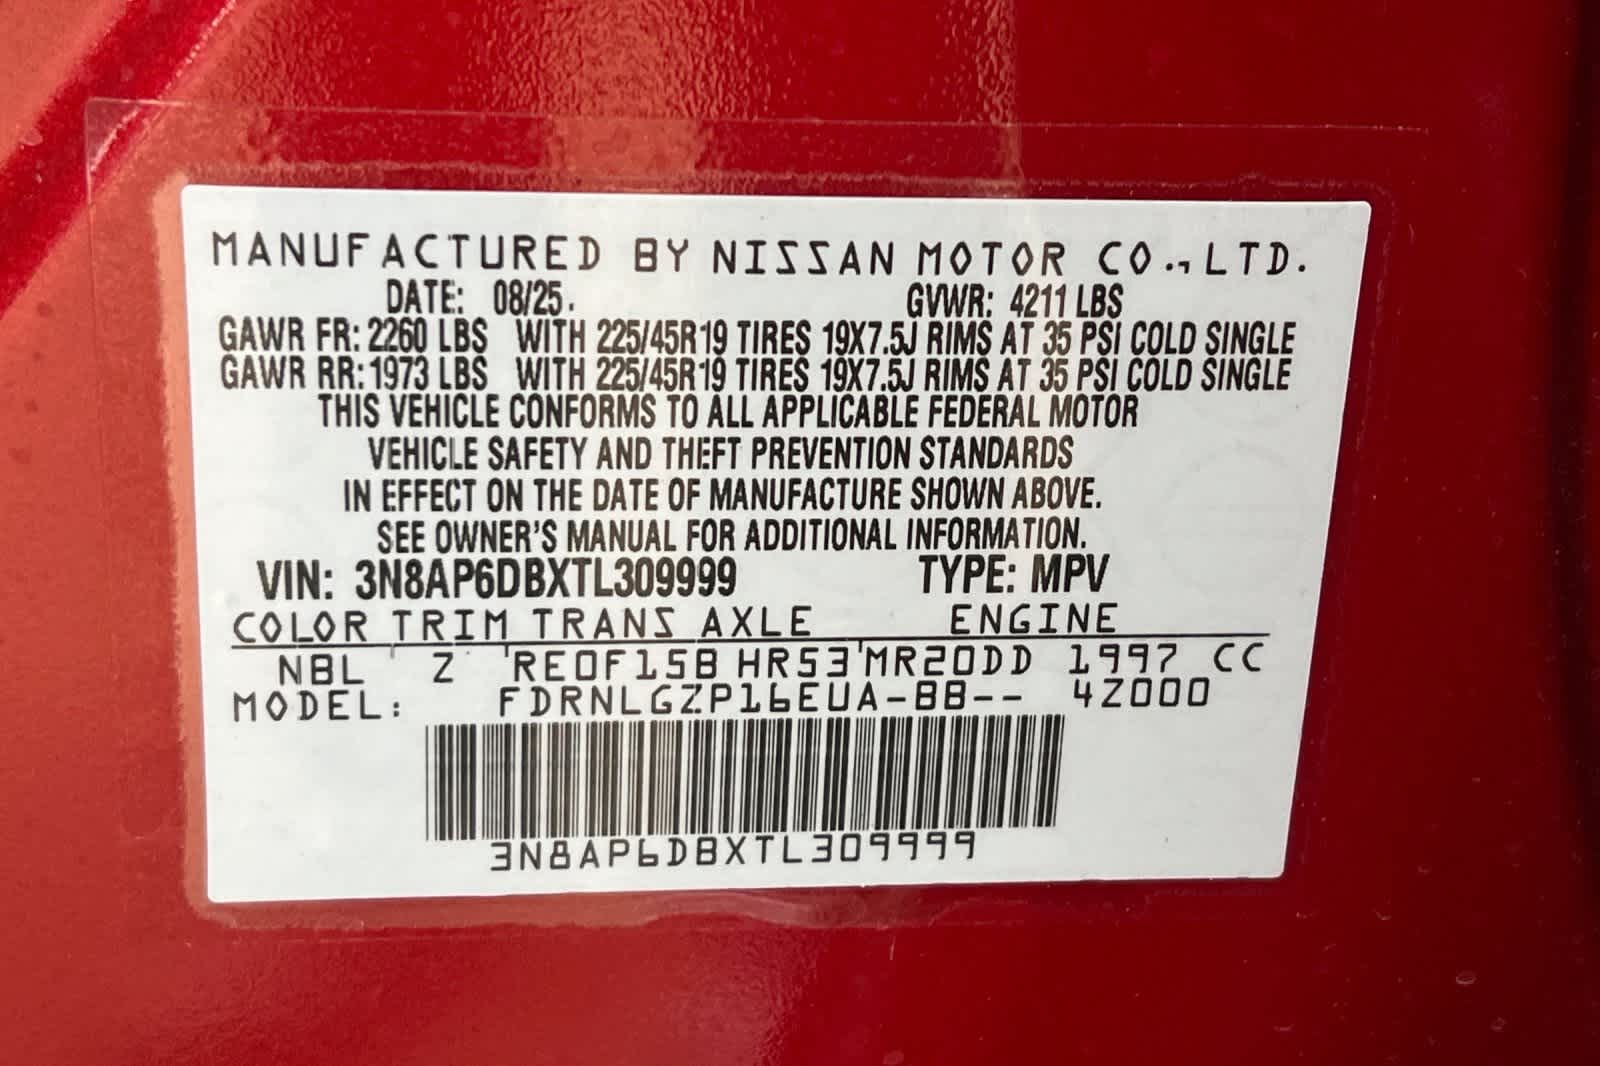 MANUFACTURED BY NISSAN MOTOR CO., LTD.
DATE: 08/25. GVWR: 4211 LBS
GAWR FR: 2260 LBS WITH 225/45R19 TIRES 19X7.5J RIMS AT 35 PSI COLD SINGLE
GAWR RR: 1973 LBS WITH 225/45R19 TIRES 19X7.5J RIMS AT 35 PSI COLD SINGLE
THIS VEHICLE CONFORMS TO ALL APPLICABLE FEDERAL MOTOR
VEHICLE SAFETY AND THEFT PREVENTION STANDARDS
IN EFFECT ON THE DATE OF MANUFACTURE SHOWN ABOVE.
SEE OWNER'S MANUAL FOR ADDITIONAL INFORMATION.
VIN: 3N8AP6DBXTL309999 TYPE: MPV
COLOR TRIM TRANS AXLE ENGINE
NBL Z RE0F15B HR53 MR20DD 1997 CC
MODEL: FDRNLGZP16EUA-BB-- 4Z000
3N8AP6DBXTL309999